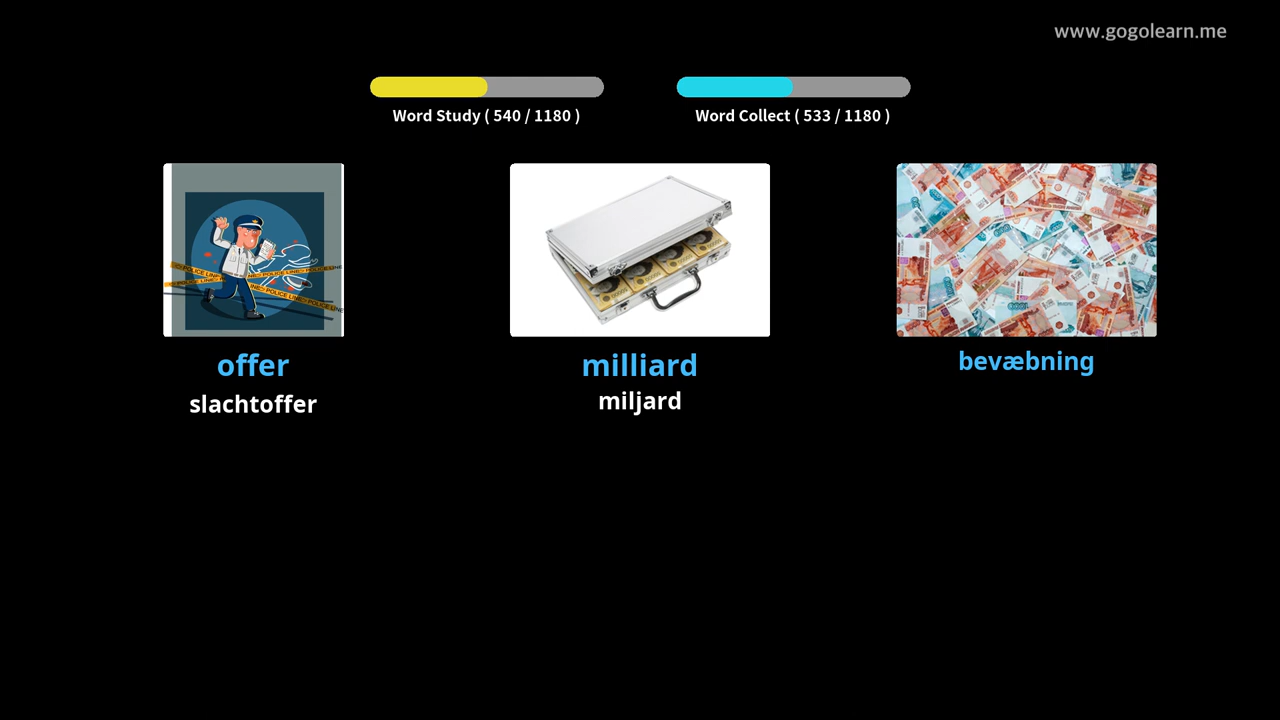 www.gogolearn.me
Word Study ( 540 / 1180 )
Word Collect ( 533 / 1180 )
offer
slachtoffer
milliard
miljard
bevæbning